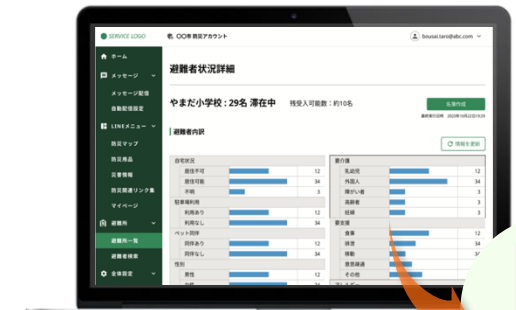 SERVICE LOGO
〇〇市 防災アカウント
bousai.taro@abc.com
ホーム
メッセージ
メッセージ配信
自動配信設定
LINEメニュー
防災マップ
防災用品
災害情報
防災関連リンク集
マイページ
避難所
避難所一覧
避難者検索
全体設定
避難者状況詳細
やまだ小学校：29名 滞在中 残受入可能数：約10名
名簿作成
避難者内訳
情報を更新
自宅状況
居住不可 12
居住可能 34
不明 3
駐車場利用
利用あり 12
利用なし 34
ペット同伴
同伴あり 12
同伴なし 34
性別
男性 12
34
要介護
乳幼児 12
外国人 34
障がい者 3
高齢者 3
妊婦 3
要支援
食事 12
排泄 34
移動 34
意思疎通
その他